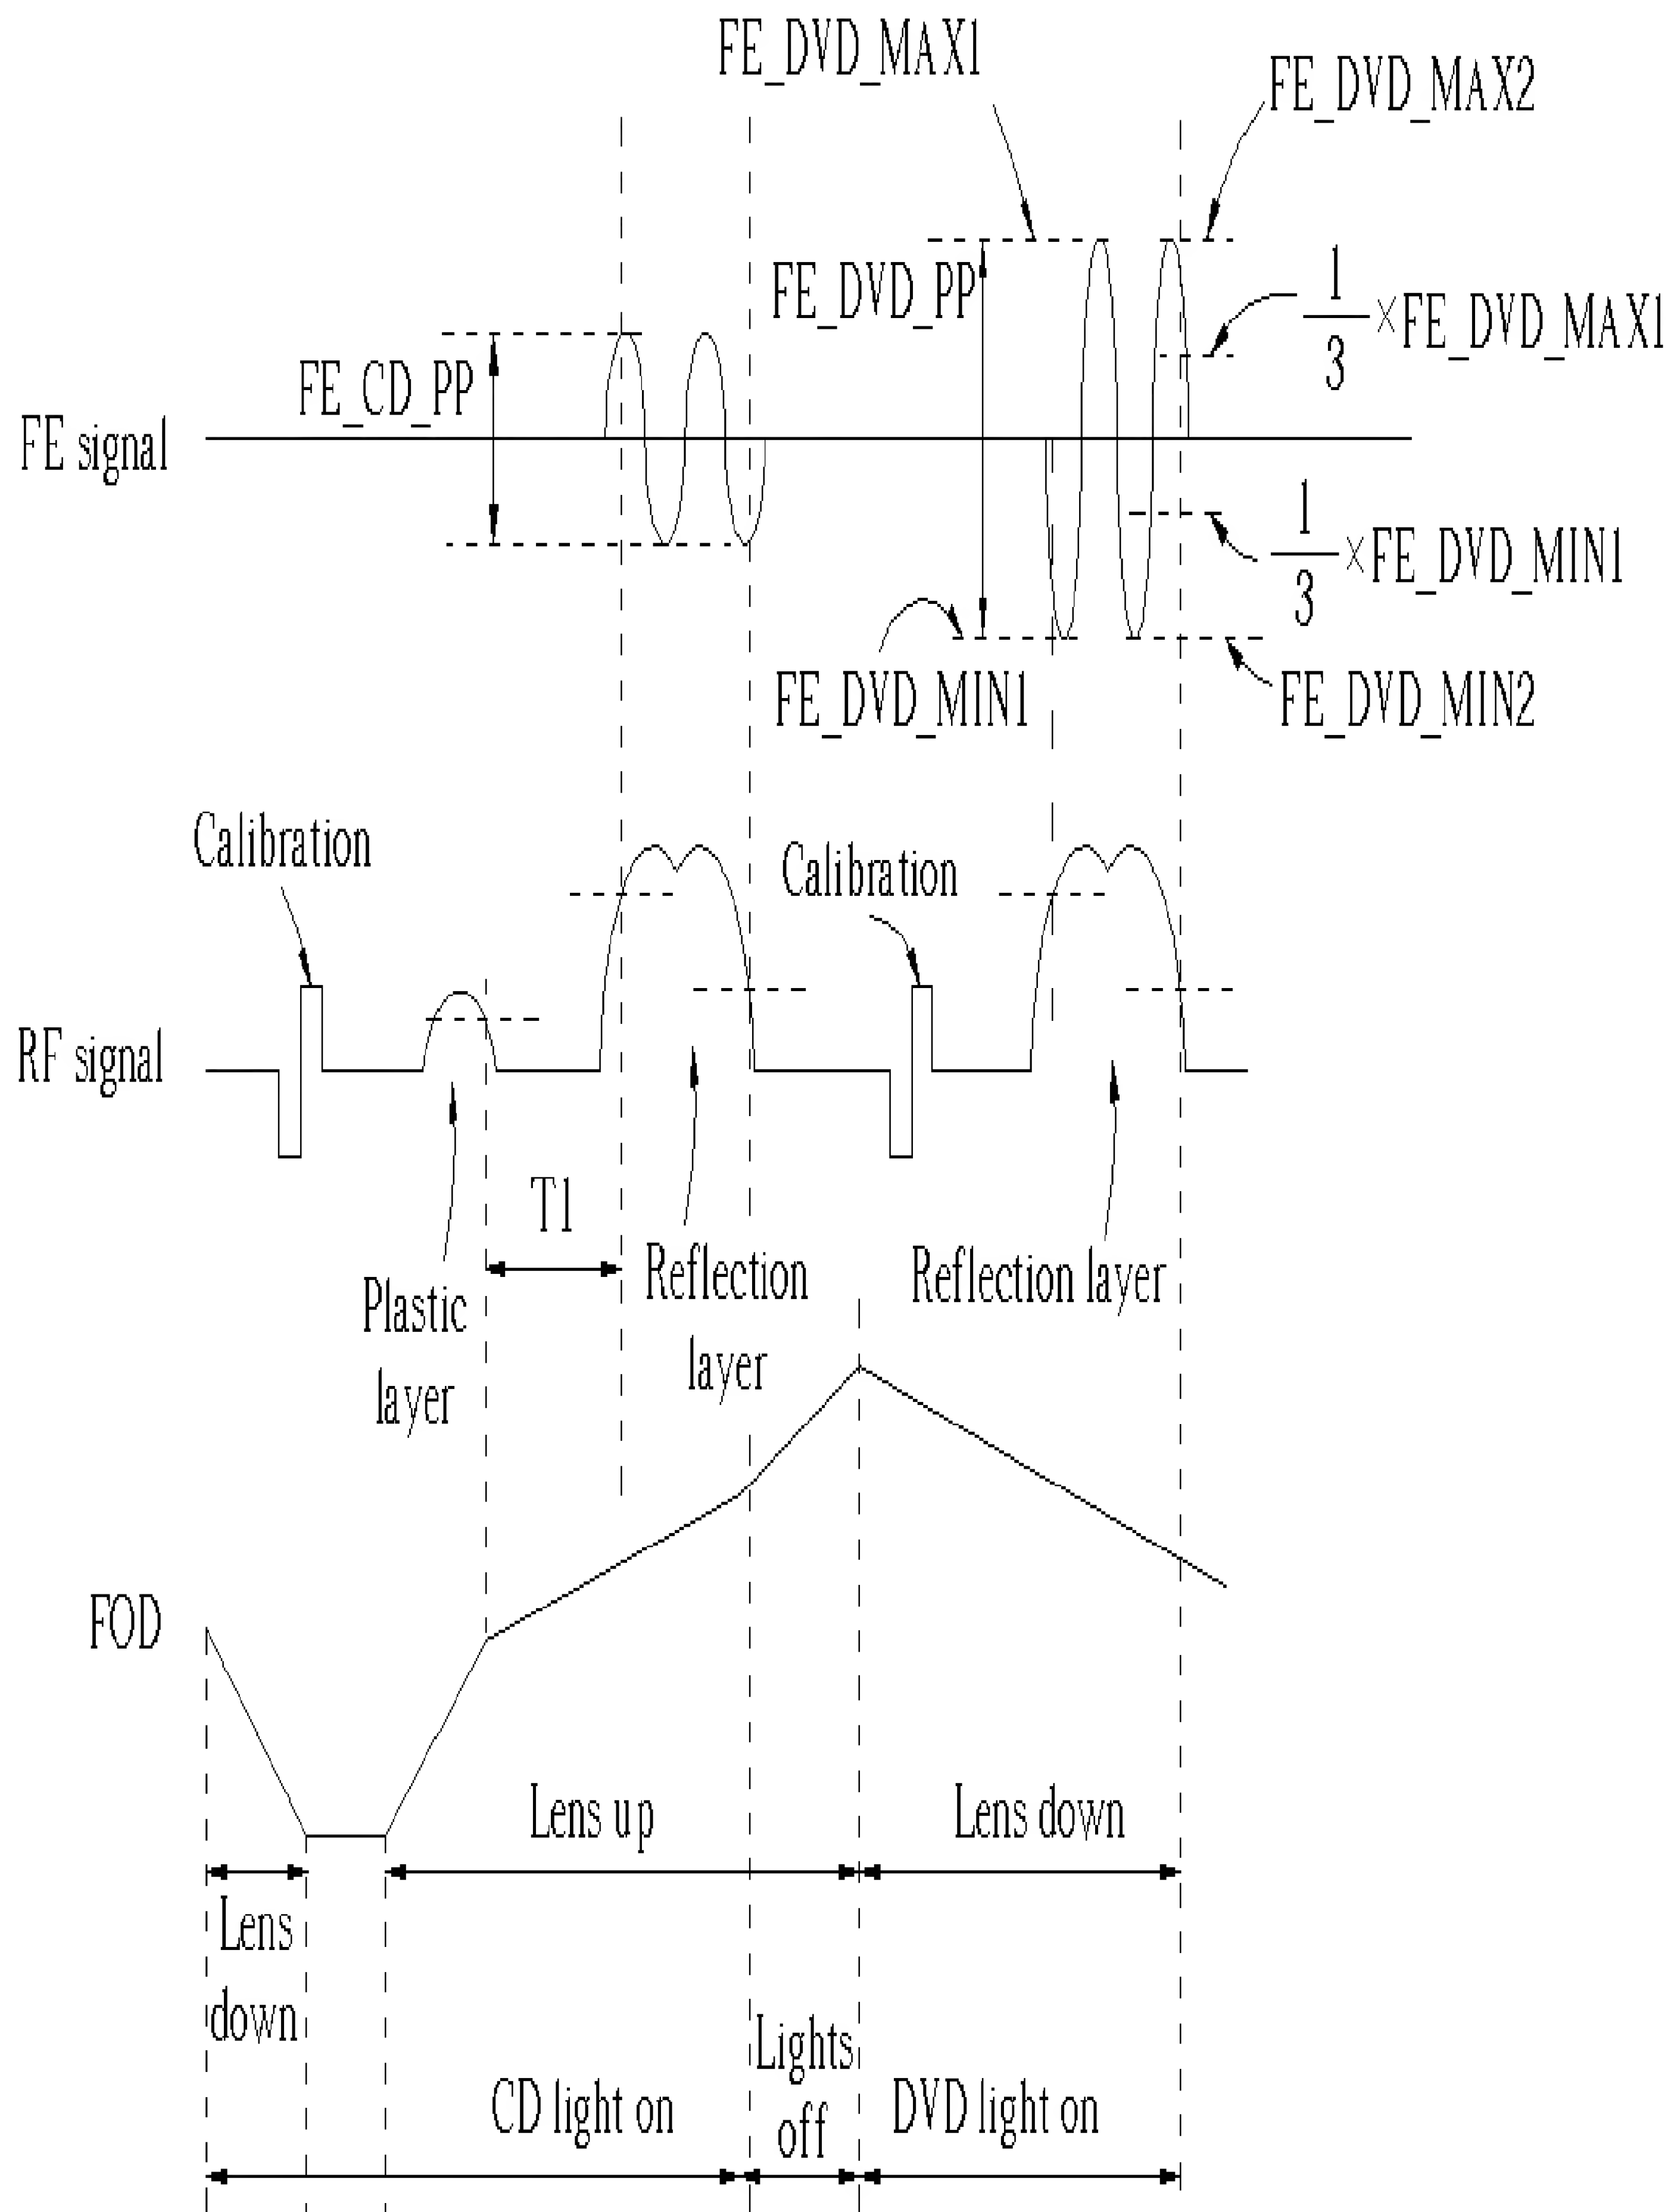 FE_DVD_MAX1
FE_DVD_MAX2
FE_DVD_PP
1
3
×FE_DVD_MAX1
FE_CD_PP
FE signal
1
3
×FE_DVD_MIN1
FE_DVD_MIN1
FE_DVD_MIN2
Calibration
Calibration
RF signal
T1
Plastic
layer
Reflection
layer
Reflection layer
FOD
Lens up
Lens down
Lens
down
Lights
off
CD light on
DVD light on